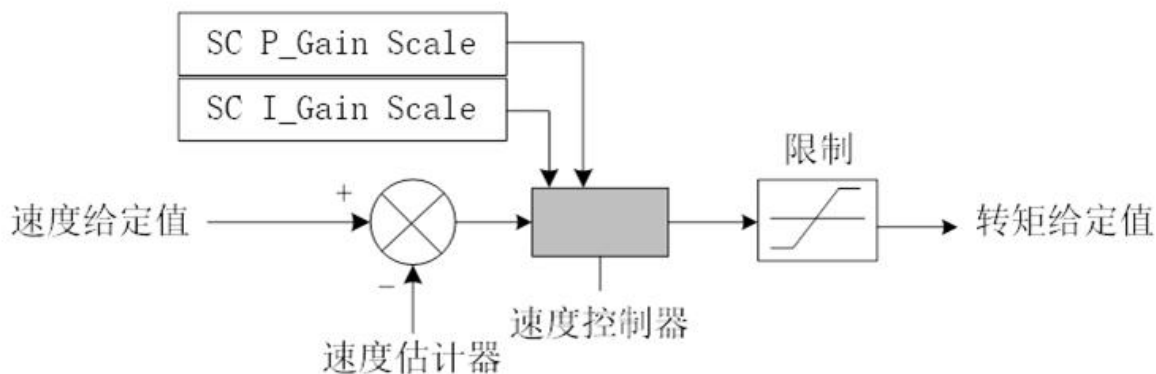 SC P_Gain Scale
SC I_Gain Scale
限制
+
速度给定值
转矩给定值
−
速度控制器
速度估计器